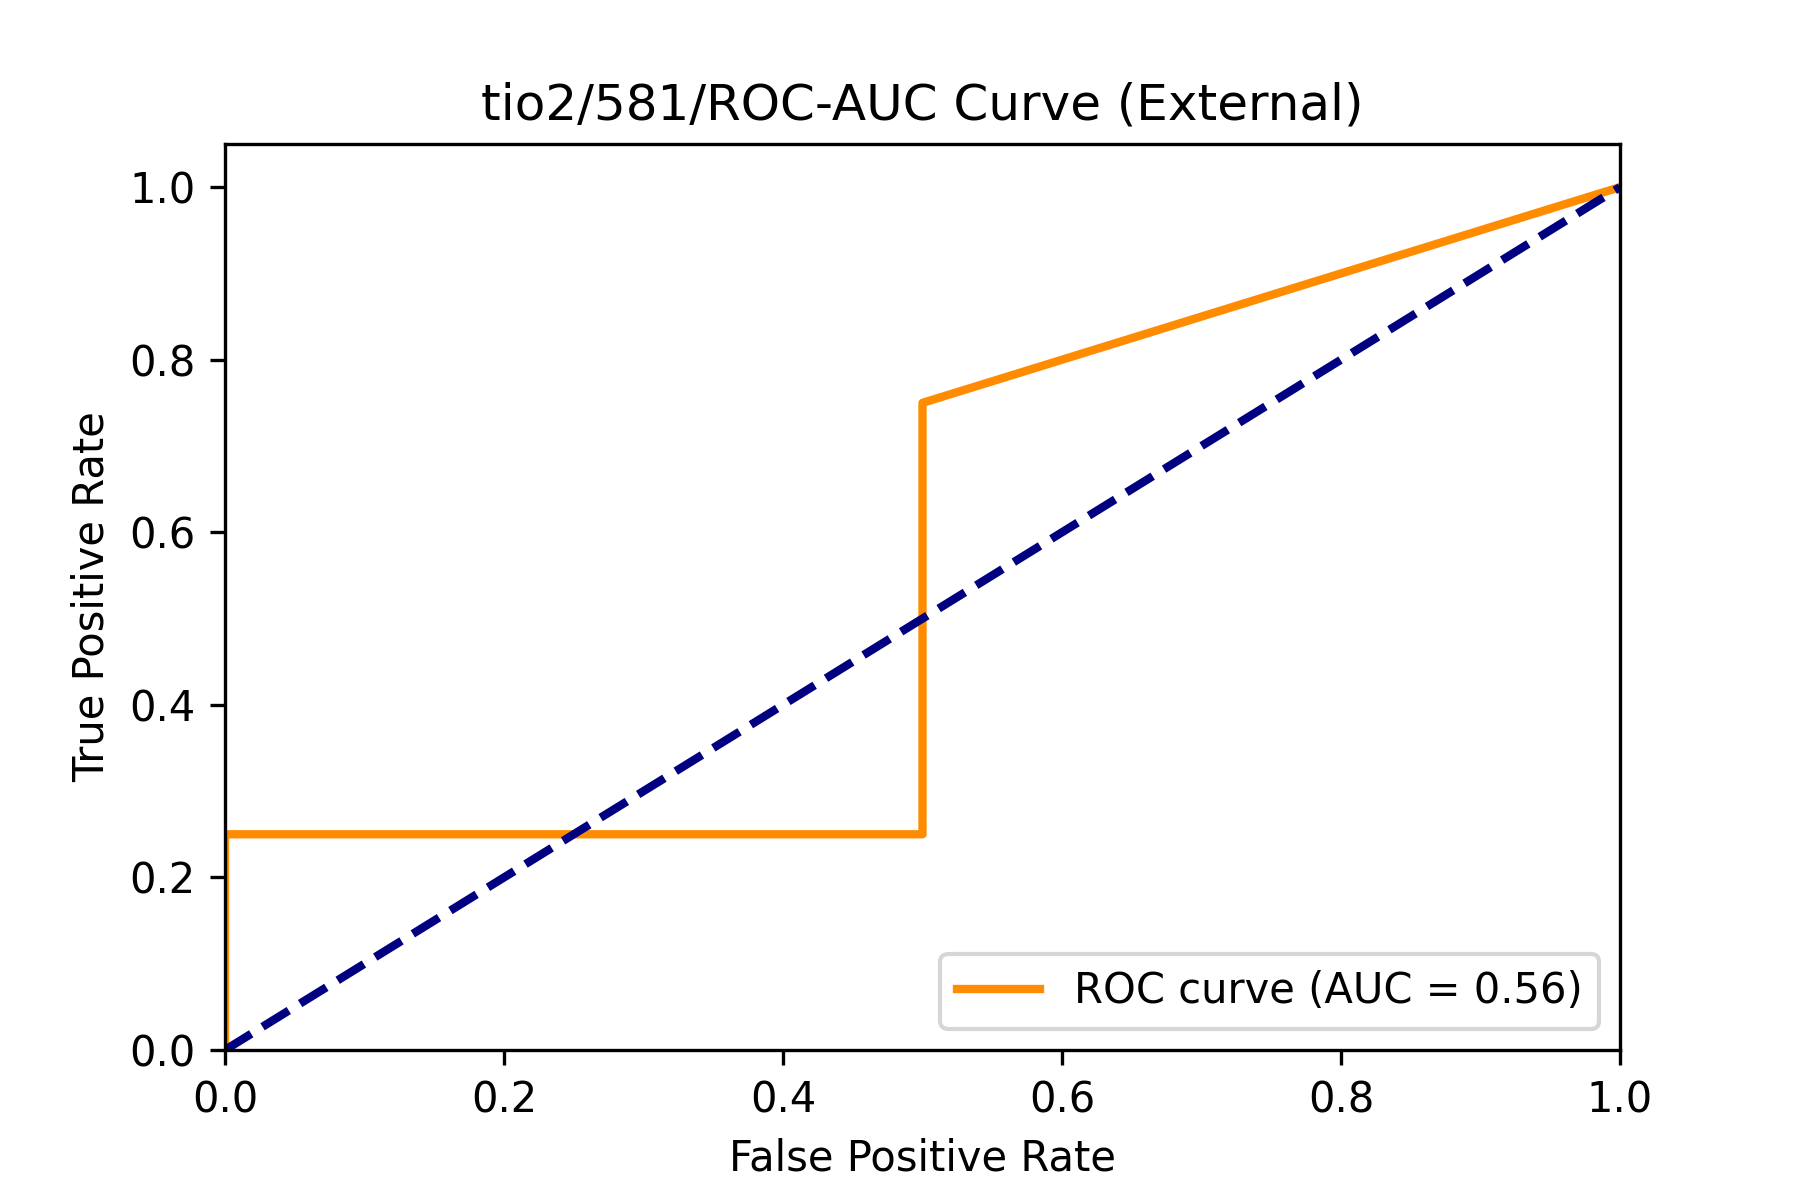 tio2/581/ROC-AUC Curve (External)
1.0
0.8
0.6
0.4
0.2
0.0
True Positive Rate
ROC curve (AUC = 0.56)
0.0 0.2 0.4 0.6 0.8 1.0
False Positive Rate